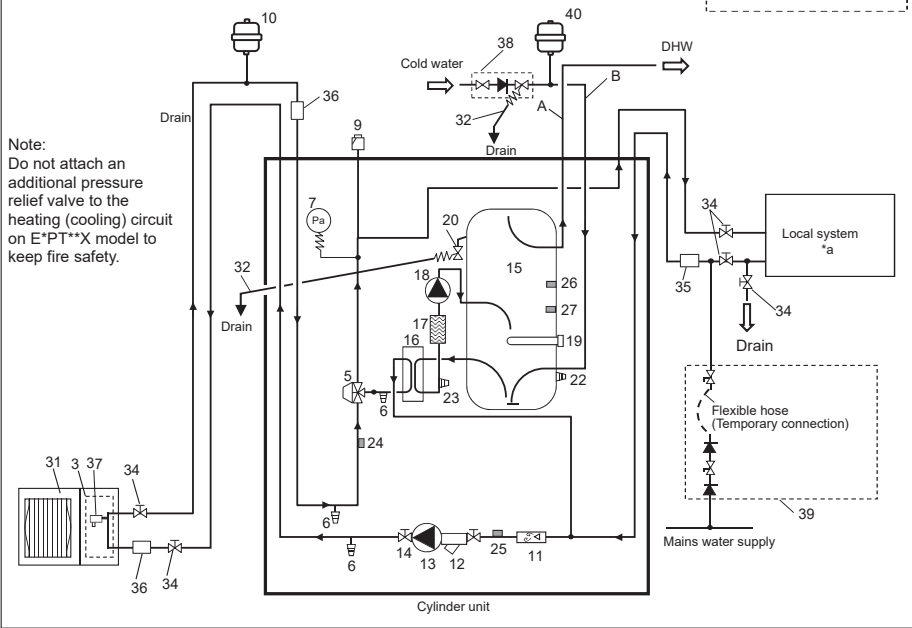 10
40
38
DHW
Cold water
B
36
A
Drain
9
32
Drain
Note:
Do not attach an
additional pressure
relief valve to the
heating (cooling) circuit
on E*PT**X model to
keep fire safety.
7
Pa
20
34
Local system
*a
15
32
18
26
35
34
27
Drain
17
Drain
16
19
5
22
6
23
Flexible hose
(Temporary connection)
24
31
3
37
34
6
39
14
25
11
Mains water supply
6
13
12
36
34
Cylinder unit